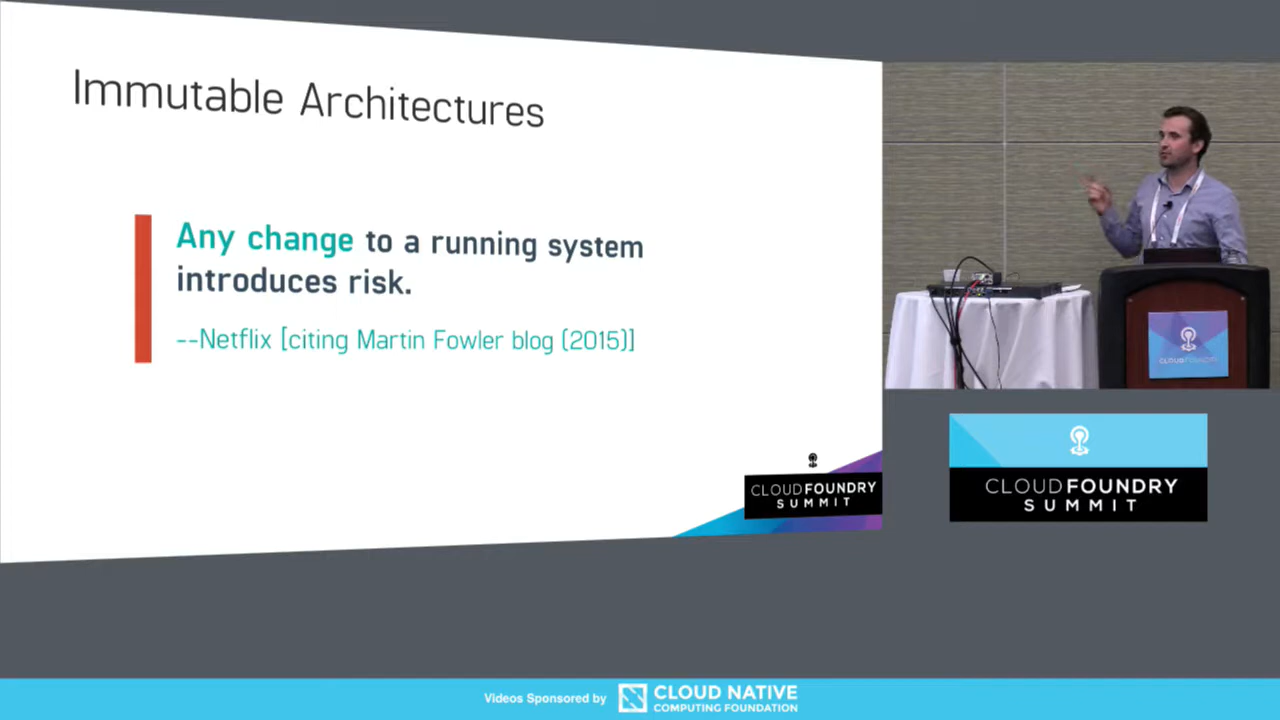 Immutable Architectures
Any change to a running system
introduces risk.
--Netflix [citing Martin Fowler blog (2015)]
CLOUDFOUNDRY
SUMMIT
CLOUDFOUNDRY
CLOUDFOUNDRY
SUMMIT
Videos Sponsored by
CLOUD NATIVE
COMPUTING FOUNDATION